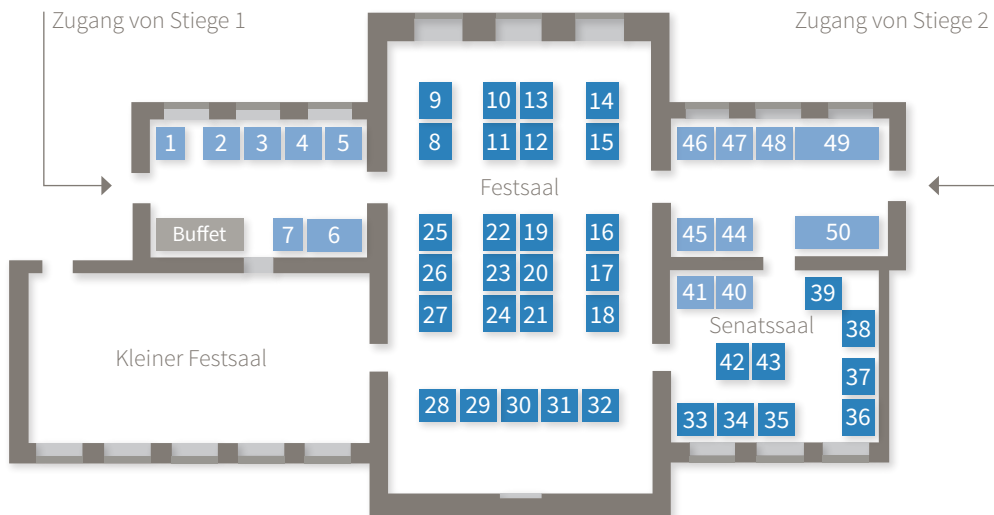 Zugang von Stiege 1
Zugang von Stiege 2
9 10 13 14
8 11 12 15
1 2 3 4 5
46 47 48 49
Festsaal
Buffet 7 6
25 22 19 16
45 44 50
26 23 20 17
41 40 39
27 24 21 18
Senatssaal
38
Kleiner Festsaal
42 43
37
28 29 30 31 32
33 34 35 36